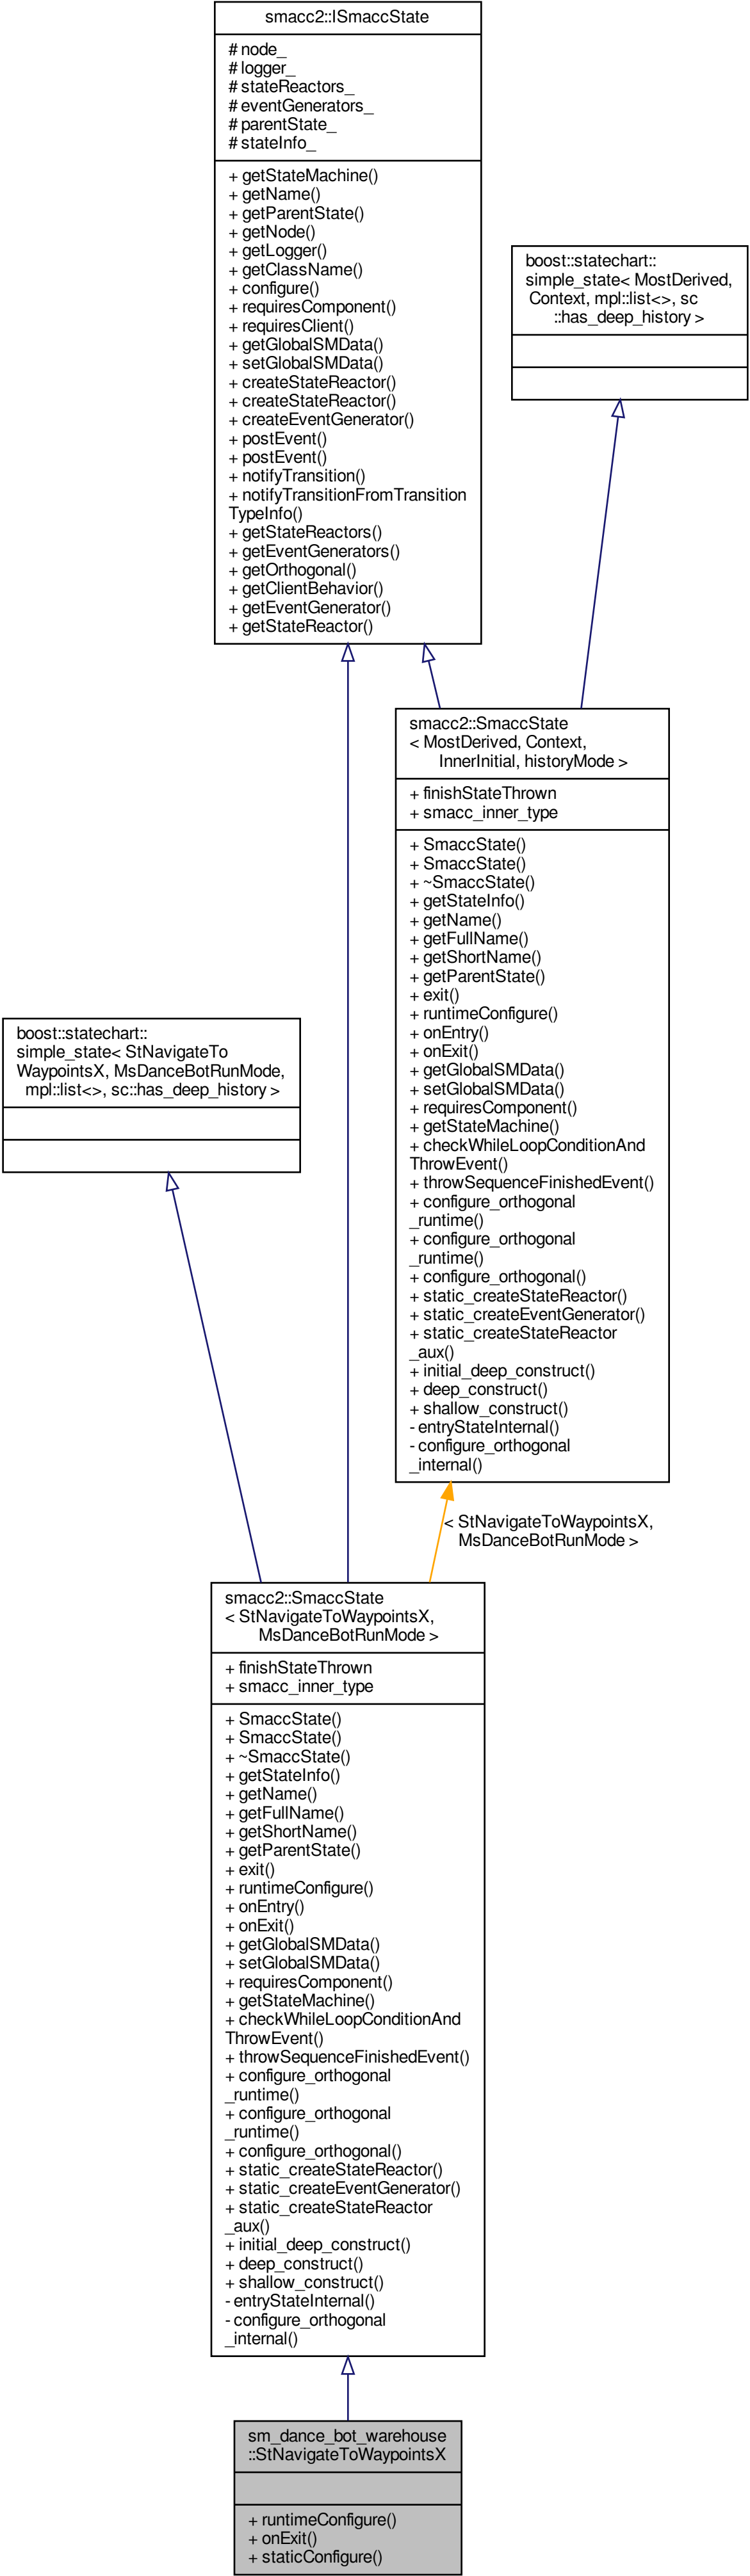 smacc2::ISmaccState
# node_
# logger_
# stateReactors_
# eventGenerators_
# parentState_
# stateInfo_
+ getStateMachine()
+ getName()
+ getParentState()
+ getNode()
+ getLogger()
+ getClassName()
+ configure()
+ requiresComponent()
+ requiresClient()
+ getGlobalSMData()
+ setGlobalSMData()
+ createStateReactor()
+ createStateReactor()
+ createEventGenerator()
+ postEvent()
+ postEvent()
+ notifyTransition()
+ notifyTransitionFromTransition
TypeInfo()
+ getStateReactors()
+ getEventGenerators()
+ getOrthogonal()
+ getClientBehavior()
+ getEventGenerator()
+ getStateReactor()
boost::statechart::
simple_state< MostDerived,
Context, mpl::list<>, sc
::has_deep_history >
smacc2::SmaccState
< MostDerived, Context,
InnerInitial, historyMode >
+ finishStateThrown
+ smacc_inner_type
+ SmaccState()
+ SmaccState()
+ ~SmaccState()
+ getStateInfo()
+ getName()
+ getFullName()
+ getShortName()
+ getParentState()
+ exit()
+ runtimeConfigure()
+ onEntry()
+ onExit()
+ getGlobalSMData()
+ setGlobalSMData()
+ requiresComponent()
+ getStateMachine()
+ checkWhileLoopConditionAnd
ThrowEvent()
+ throwSequenceFinishedEvent()
+ configure_orthogonal
_runtime()
+ configure_orthogonal
_runtime()
+ configure_orthogonal()
+ static_createStateReactor()
+ static_createEventGenerator()
+ static_createStateReactor
_aux()
+ initial_deep_construct()
+ deep_construct()
+ shallow_construct()
- entryStateInternal()
- configure_orthogonal
_internal()
boost::statechart::
simple_state< StNavigateTo
WaypointsX, MsDanceBotRunMode,
mpl::list<>, sc::has_deep_history >
< StNavigateToWaypointsX,
MsDanceBotRunMode >
smacc2::SmaccState
< StNavigateToWaypointsX,
MsDanceBotRunMode >
+ finishStateThrown
+ smacc_inner_type
+ SmaccState()
+ SmaccState()
+ ~SmaccState()
+ getStateInfo()
+ getName()
+ getFullName()
+ getShortName()
+ getParentState()
+ exit()
+ runtimeConfigure()
+ onEntry()
+ onExit()
+ getGlobalSMData()
+ setGlobalSMData()
+ requiresComponent()
+ getStateMachine()
+ checkWhileLoopConditionAnd
ThrowEvent()
+ throwSequenceFinishedEvent()
+ configure_orthogonal
_runtime()
+ configure_orthogonal
_runtime()
+ configure_orthogonal()
+ static_createStateReactor()
+ static_createEventGenerator()
+ static_createStateReactor
_aux()
+ initial_deep_construct()
+ deep_construct()
+ shallow_construct()
- entryStateInternal()
- configure_orthogonal
_internal()
sm_dance_bot_warehouse
::StNavigateToWaypointsX
+ runtimeConfigure()
+ onExit()
+ staticConfigure()